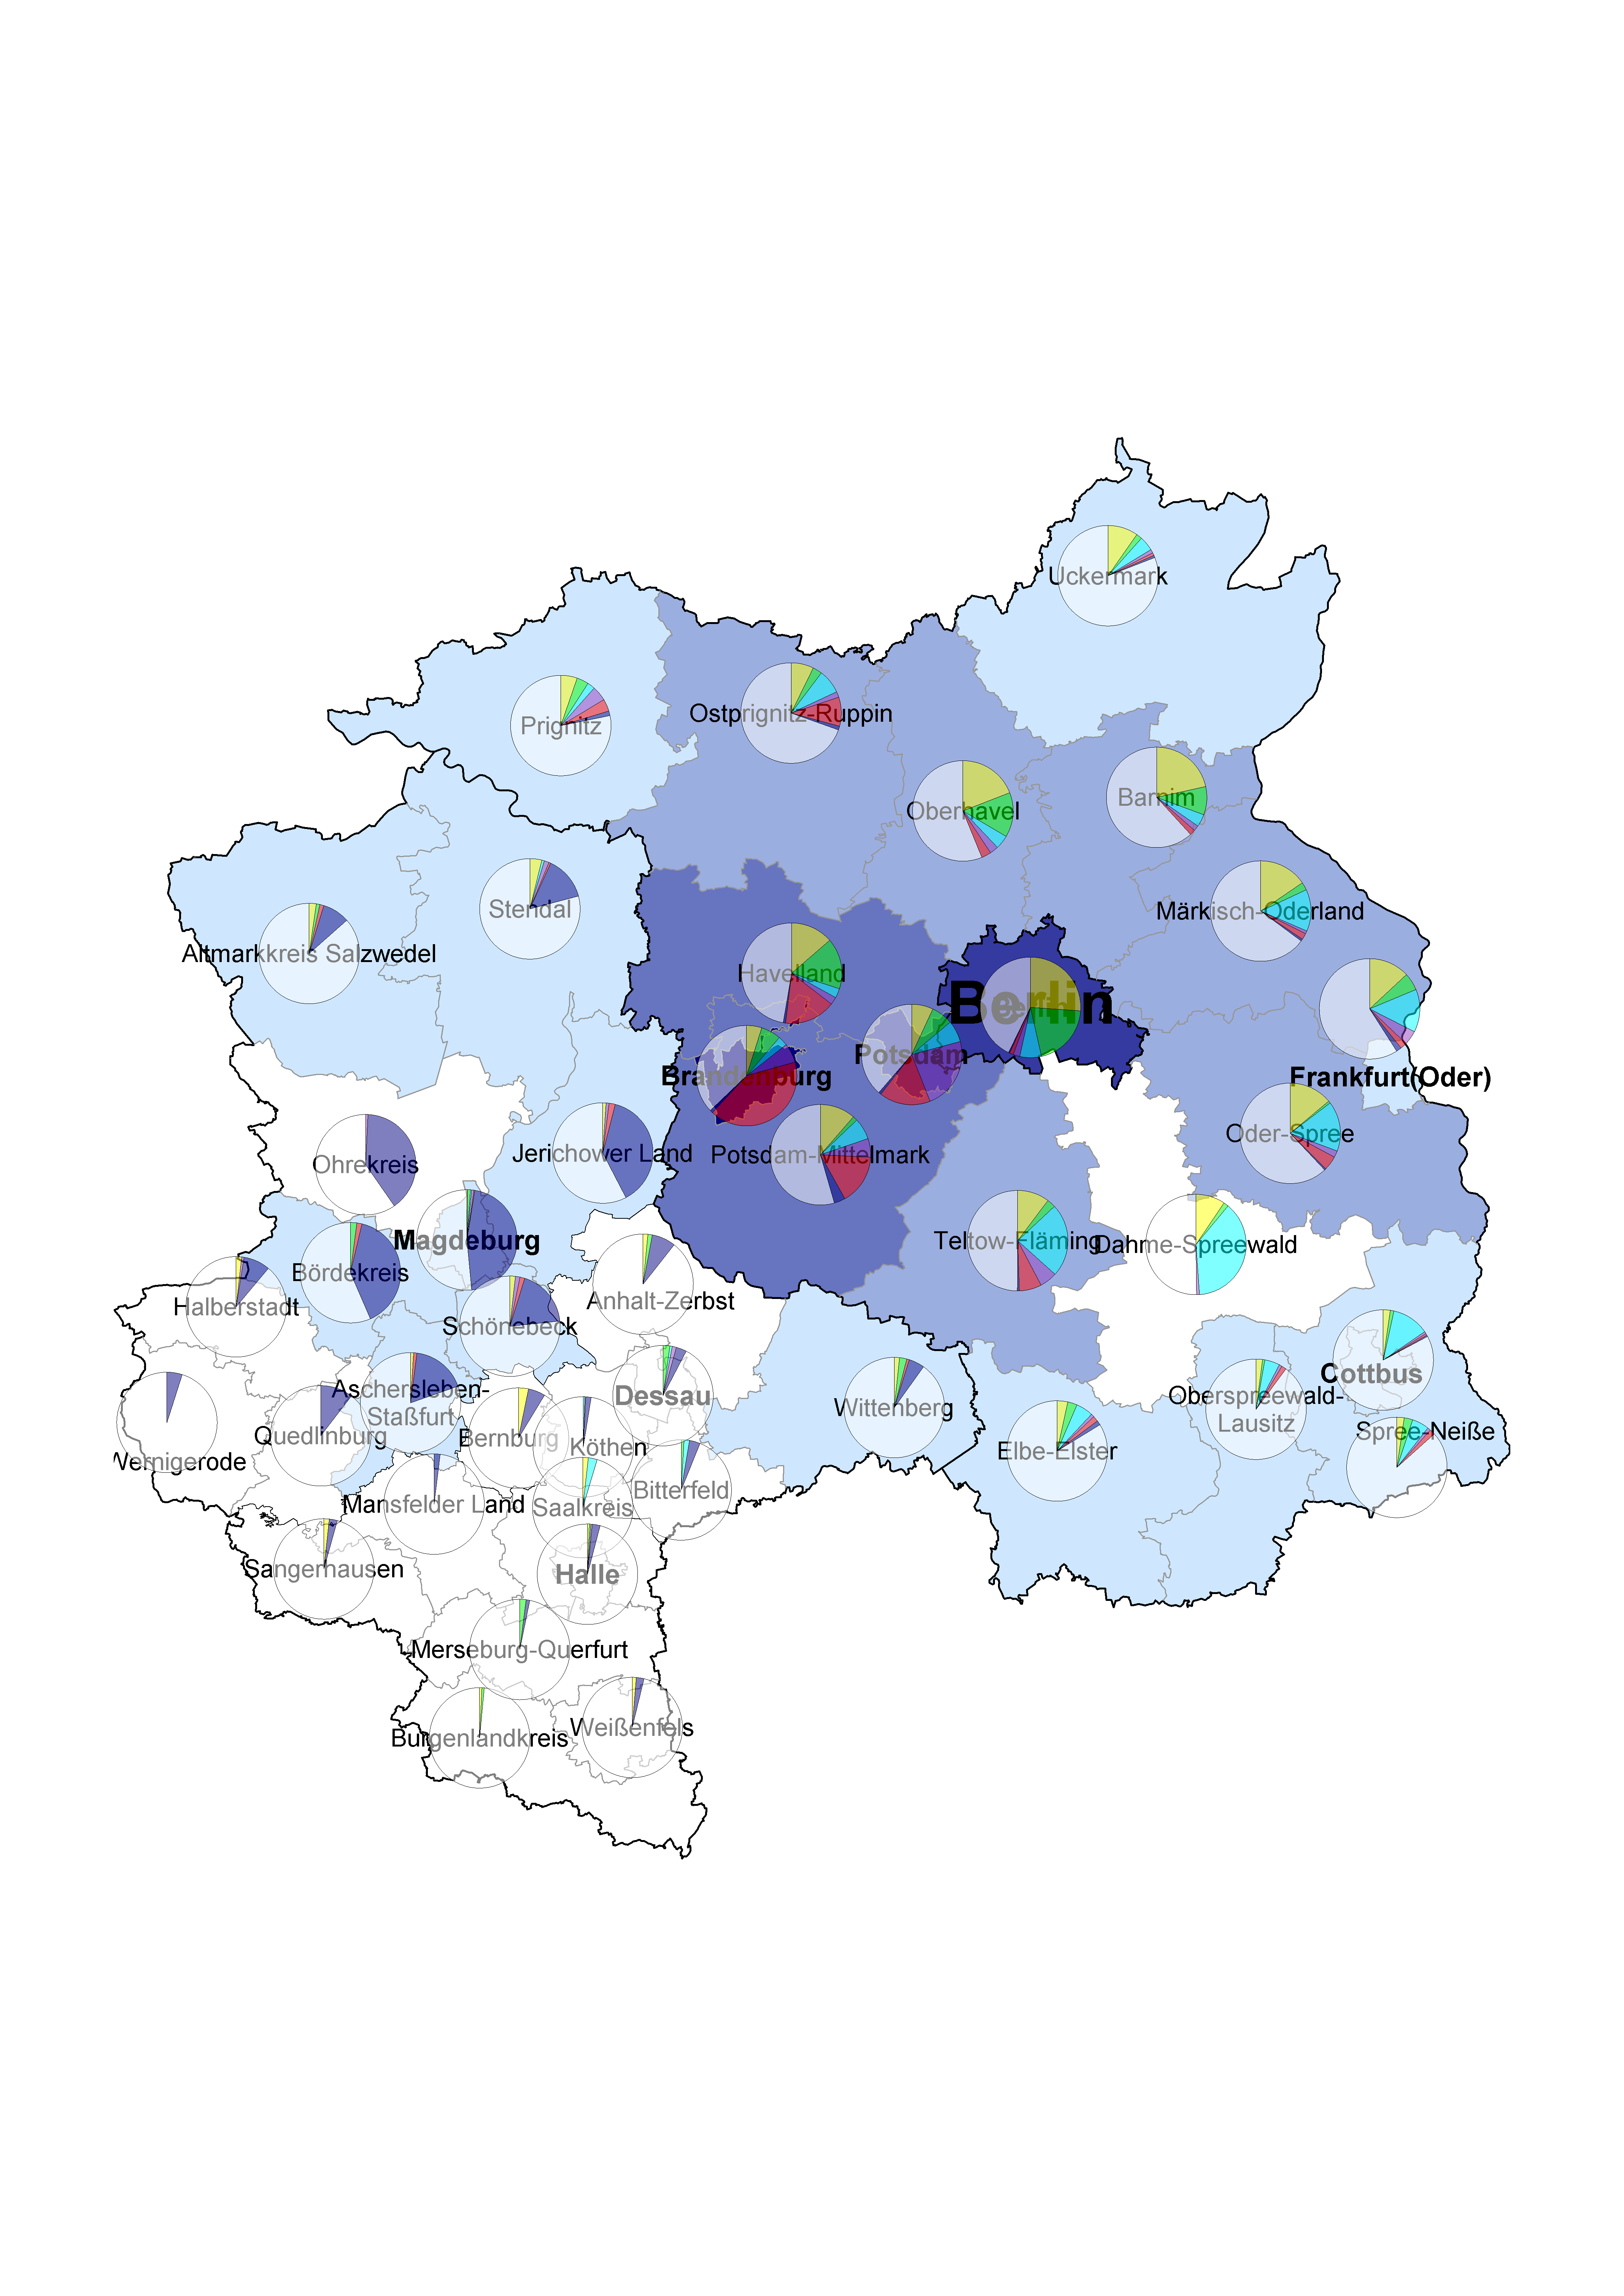 Uckermark
Prignitz
Ostprignitz-Ruppin
Oberhavel
Barnim
Stendal
Märkisch-Oderland
Altmarkkreis Salzwedel
Havelland
Berlin
Potsdam
Brandenburg
Frankfurt(Oder)
Oder-Spree
Jerichower Land
Potsdam-Mittelmark
Ohrekreis
Magdeburg
Teltow-Fläming
Dahme-Spreewald
Bördekreis
Halberstadt
Anhalt-Zerbst
Schönebeck
Cottbus
Aschersleben-
Staßfurt
Dessau
Oberspreewald-
Lausitz
Wittenberg
Quedlinburg
Bernburg
Köthen
Spree-Neiße
Elbe-Elster
Wernigerode
Bitterfeld
Mansfelder Land
Saalkreis
Sangerhausen
Halle
Merseburg-Querfurt
Weißenfels
Burgenlandkreis